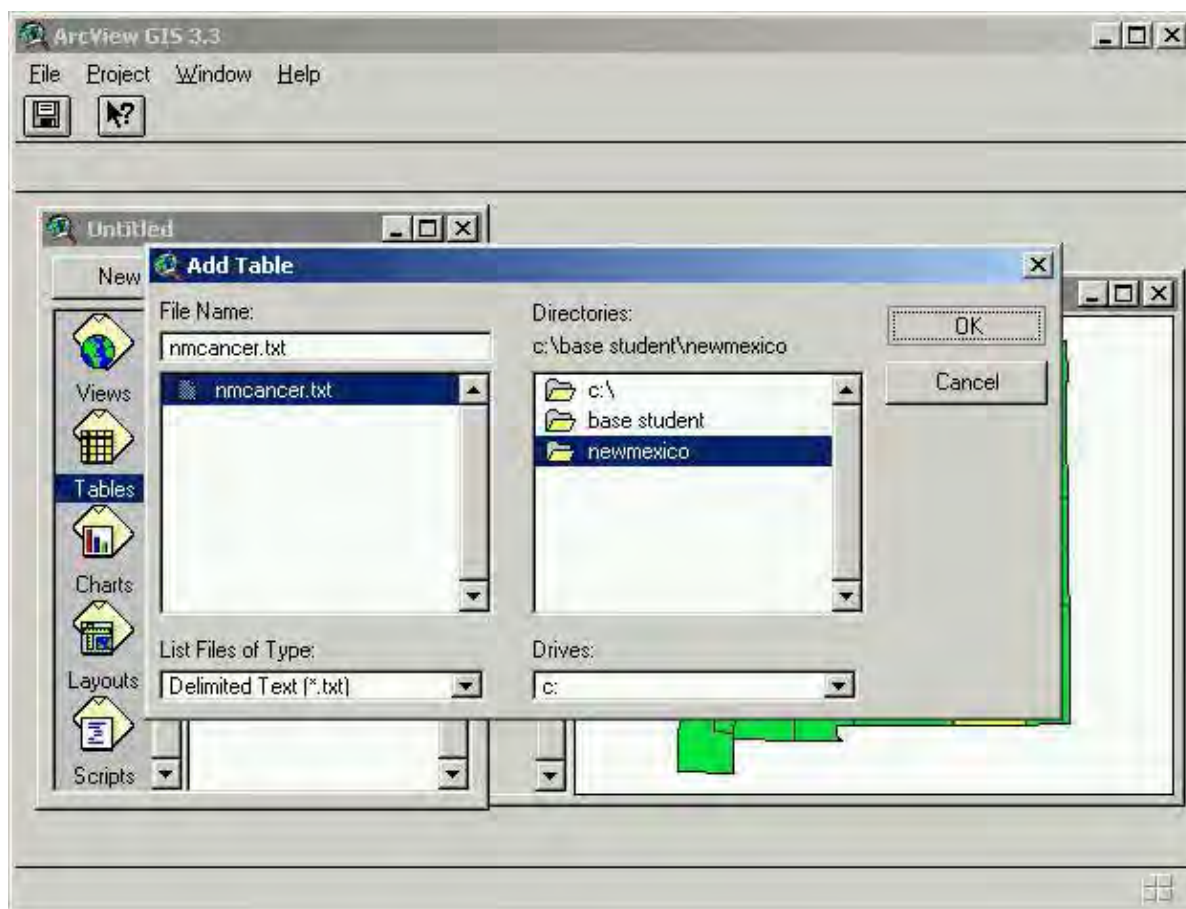 ArcView GIS 3.3
File Project Window Help
Untitled
New
Add Table
File Name:
nmcancer.txt
nmcancer.txt
Directories:
c:\base student\newmexico
c:\
base student
newmexico
OK
Cancel
Views
Tables
Charts
Layouts
Scripts
List Files of Type:
Delimited Text (*.txt)
Drives:
c: